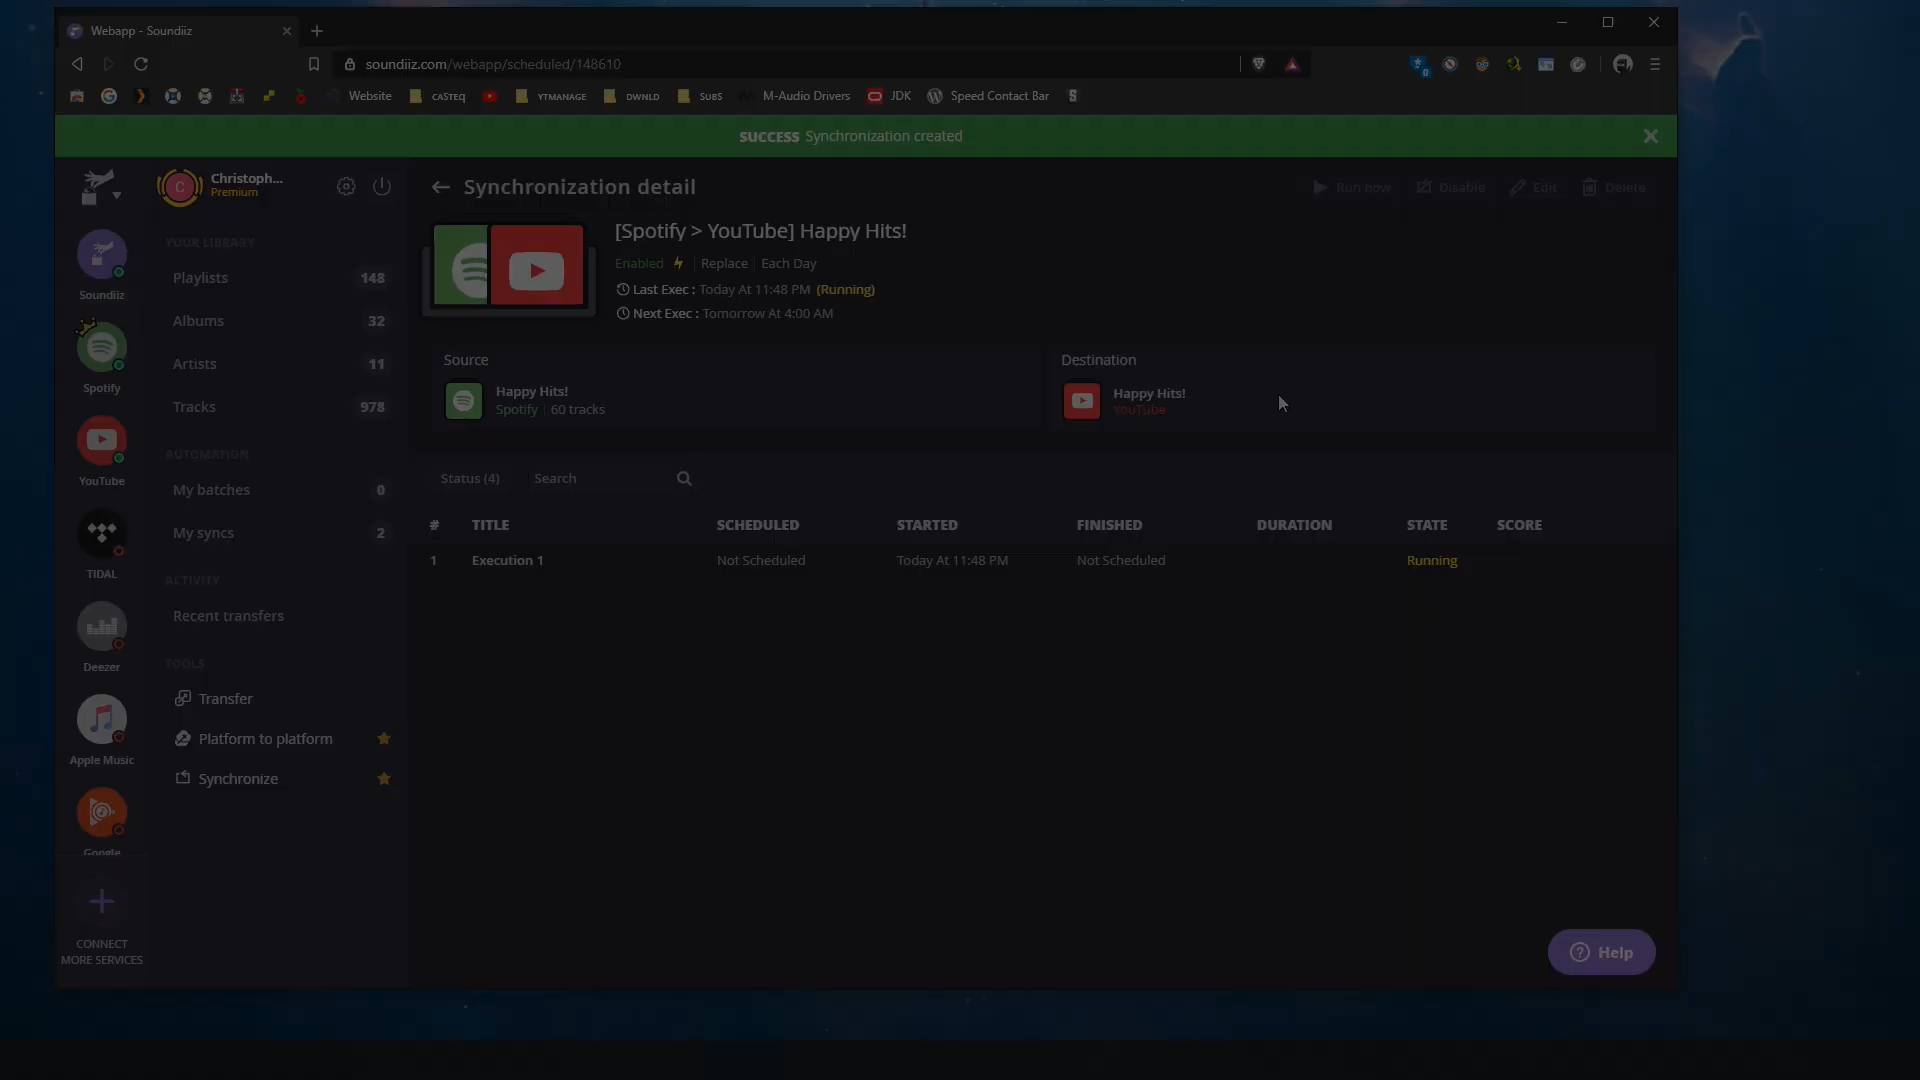 Webapp - Soundiiz
soundiiz.com/webapp/scheduled/148610
0
Website
CASTEQ
YTMANAGE
DWNLD
SUBS
M-Audio Drivers
JDK
Speed Contact Bar
SUCCESS Synchronization created
C
Christoph...
Premium
Synchronization detail
Run now
Disable
Edit
Delete
[Spotify > YouTube] Happy Hits!
Enabled
Replace
Each Day
Last Exec : Today At 11:48 PM (Running)
Next Exec : Tomorrow At 4:00 AM
Source
Happy Hits!
Spotify | 60 tracks
Destination
Happy Hits!
YouTube
Status (4)
Search
# TITLE SCHEDULED STARTED FINISHED DURATION STATE SCORE
1 Execution 1 Not Scheduled Today At 11:48 PM Not Scheduled Running
Soundiiz
Spotify
YouTube
TIDAL
Deezer
Apple Music
Google
CONNECT
MORE SERVICES
YOUR LIBRARY
Playlists 148
Albums 32
Artists 11
Tracks 978
AUTOMATION
My batches 0
My syncs 2
ACTIVITY
Recent transfers
TOOLS
Transfer
Platform to platform
Synchronize
Help